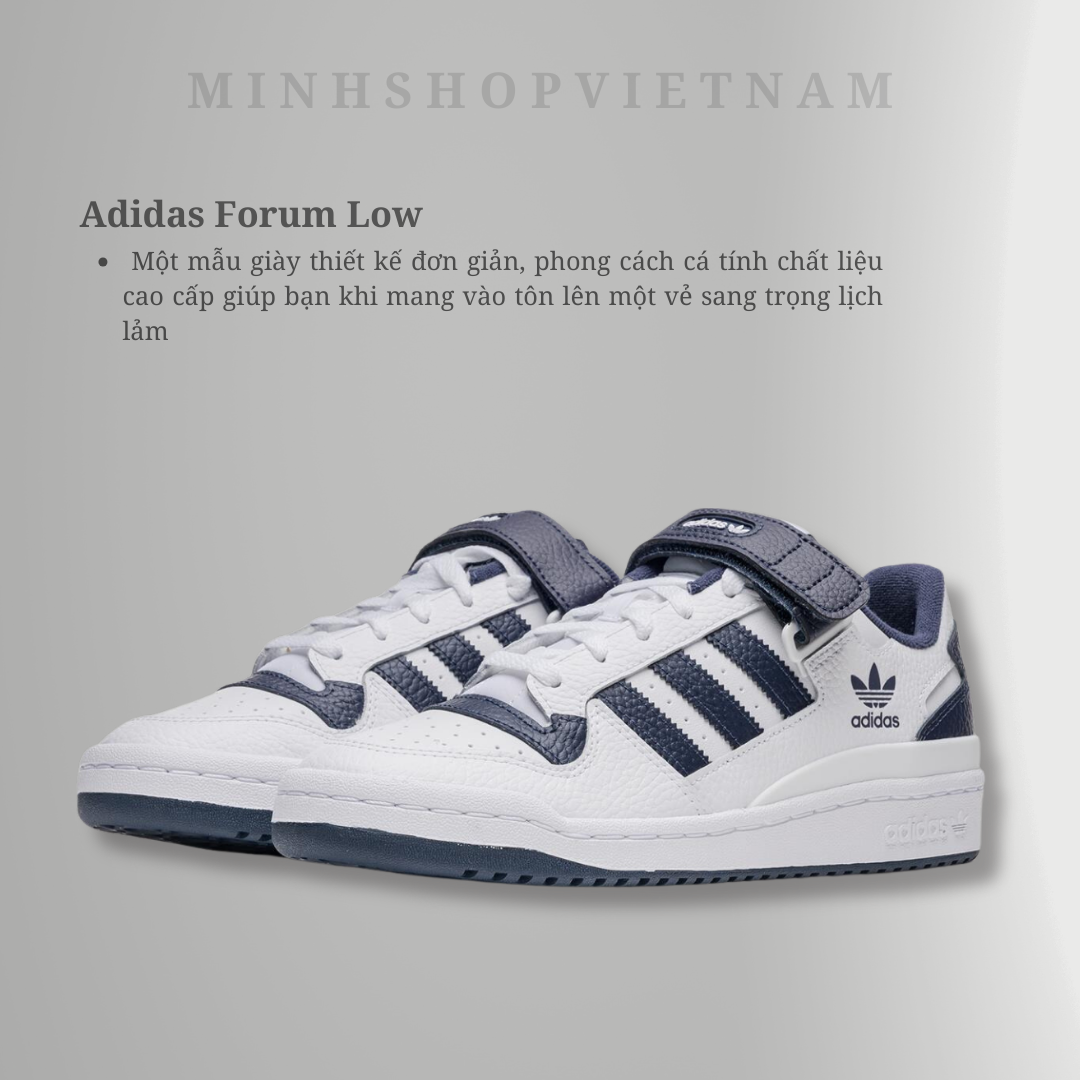 MINHSHOPVIETNAM
Adidas Forum Low
• Một mẫu giày thiết kế đơn giản, phong cách cá tính chất liệu
cao cấp giúp bạn khi mang vào tôn lên một vẻ sang trọng lịch
lảm
adidas
adidas
adidas